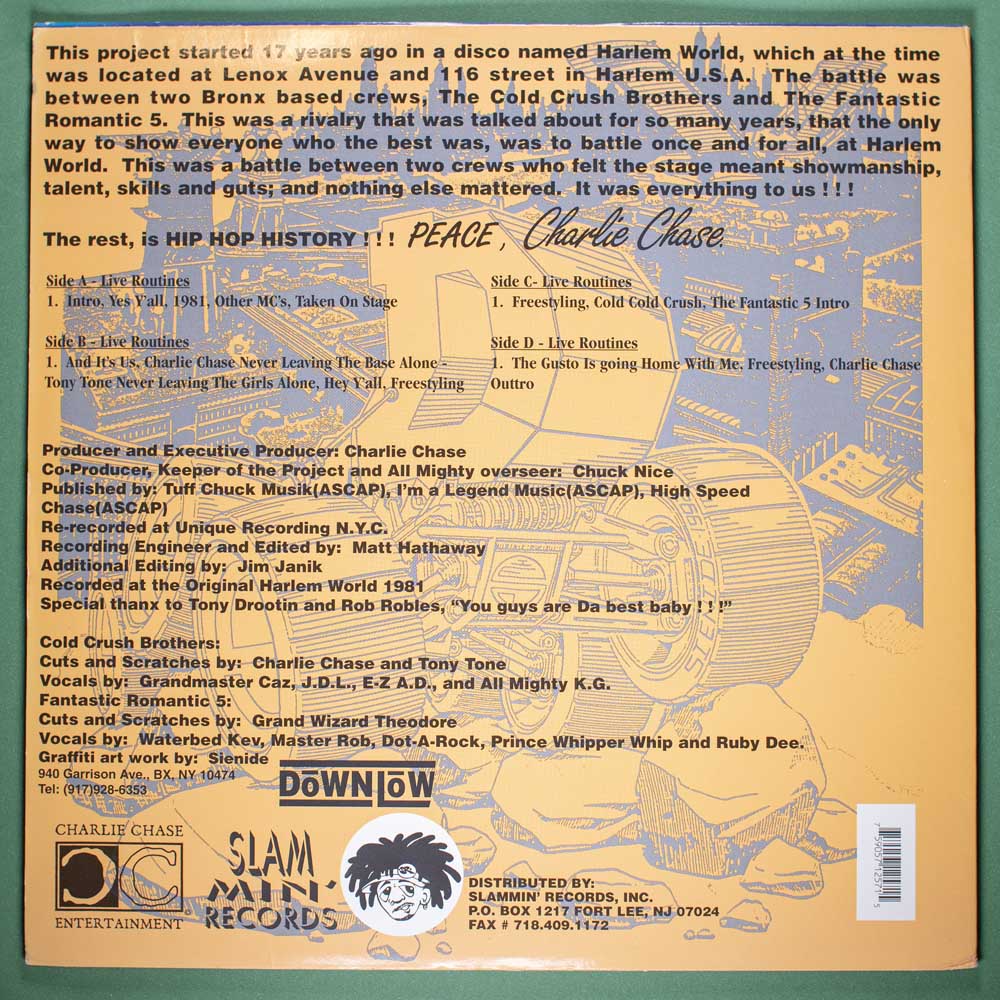 This project started 17 years ago in a disco named Harlem World, which at the time
was located at Lenox Avenue and 116 street in Harlem U.S.A. The battle was
between two Bronx based crews, The Cold Crush Brothers and The Fantastic
Romantic 5. This was a rivalry that was talked about for so many years, that the only
way to show everyone who the best was, was to battle once and for all, at Harlem
World. This was a battle between two crews who felt the stage meant showmanship,
talent, skills and guts; and nothing else mattered. It was everything to us ! ! !
The rest, is HIP HOP HISTORY ! ! ! PEACE, Charlie Chase.
Side A - Live Routines
1. Intro, Yes Y'all, 1981, Other MC's, Taken On Stage
Side B - Live Routines
1. And It's Us, Charlie Chase Never Leaving The Base Alone -
Tony Tone Never Leaving The Girls Alone, Hey Y'all, Freestyling
Side C- Live Routines
1. Freestyling, Cold Cold Crush, The Fantastic 5 Intro
Side D - Live Routines
1. The Gusto Is going Home With Me, Freestyling, Charlie Chase
Outtro
Producer and Executive Producer: Charlie Chase
Co-Producer, Keeper of the Project and All Mighty overseer: Chuck Nice
Published by: Tuff Chuck Musik(ASCAP), I'm a Legend Music(ASCAP), High Speed
Chase(ASCAP)
Re-recorded at Unique Recording N.Y.C.
Recording Engineer and Edited by: Matt Hathaway
Additional Editing by: Jim Janik
Recorded at the Original Harlem World 1981
Special thanx to Tony Drootin and Rob Robles, "You guys are Da best baby ! ! !"
Cold Crush Brothers:
Cuts and Scratches by: Charlie Chase and Tony Tone
Vocals by: Grandmaster Caz, J.D.L., E-Z A.D., and All Mighty K.G.
Fantastic Romantic 5:
Cuts and Scratches by: Grand Wizard Theodore
Vocals by: Waterbed Kev, Master Rob, Dot-A-Rock, Prince Whipper Whip and Ruby Dee.
Graffiti art work by: Sienide
940 Garrison Ave., BX, NY 10474
Tel: (917)928-6353
DOWNLOW
CHARLIE CHASE
CC
ENTERTAINMENT
SLAM
MIN'
RECORDS
DISTRIBUTED BY:
SLAMMIN' RECORDS, INC.
P.O. BOX 1217 FORT LEE, NJ 07024
FAX # 718.409.1172
7 59057 12571 5